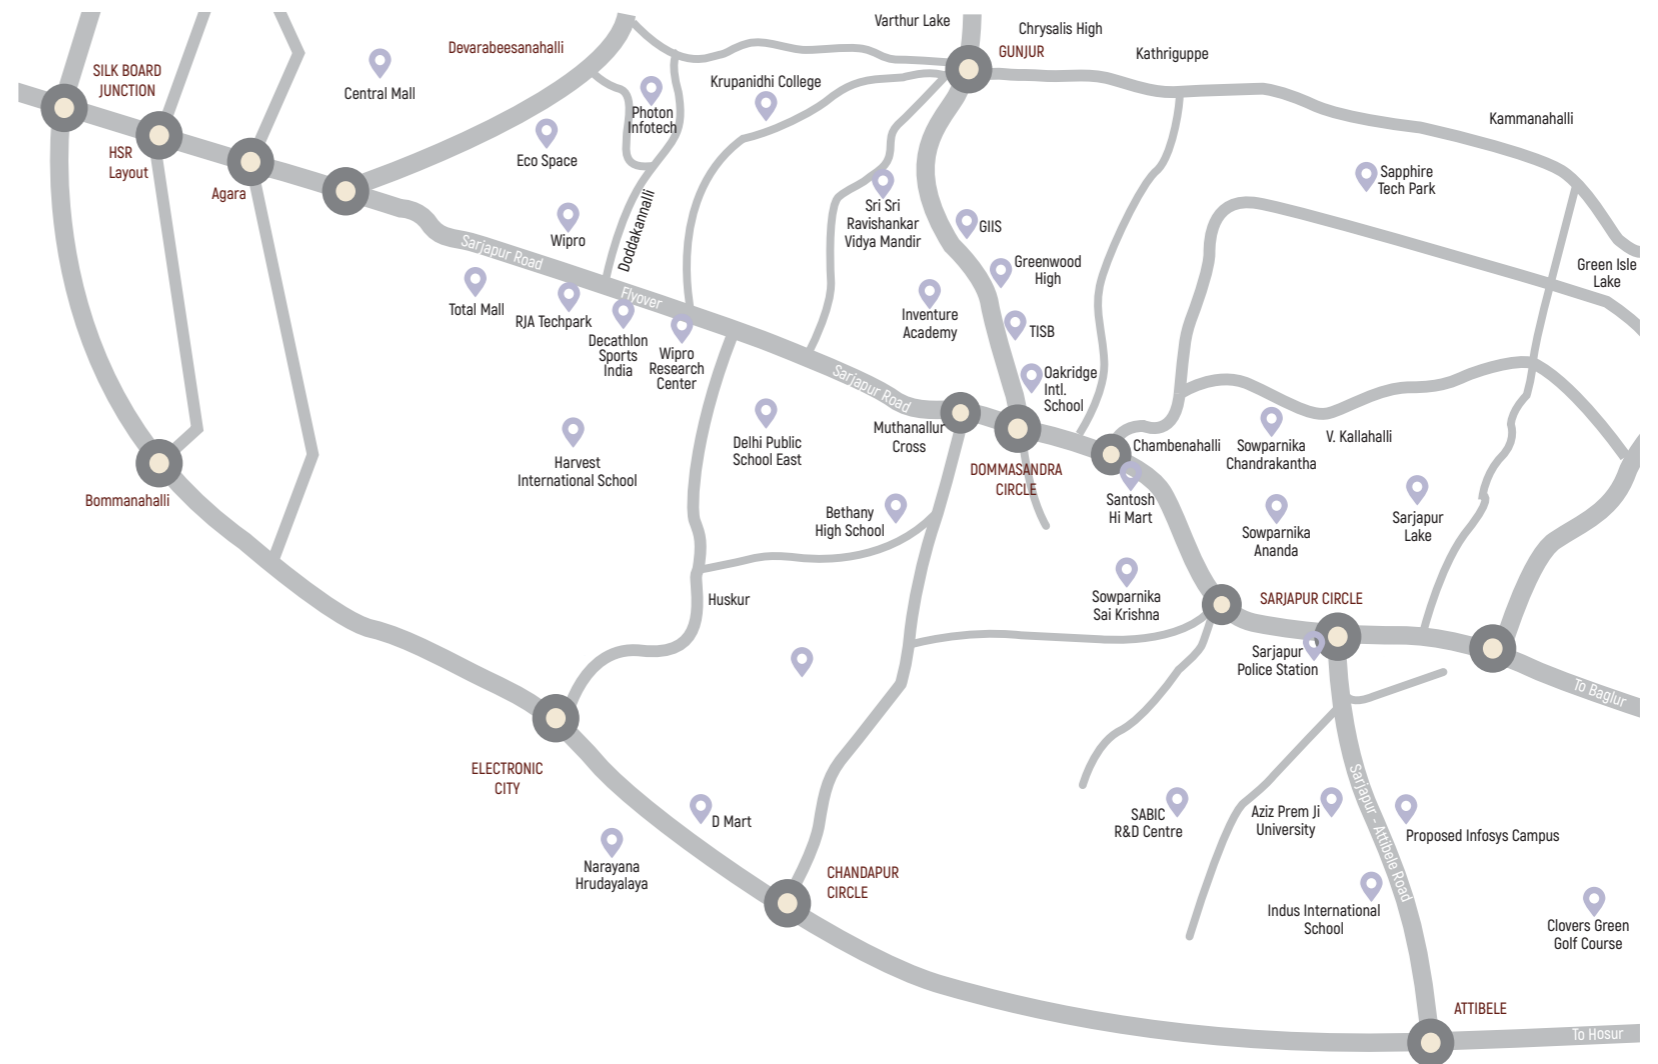 Varthur Lake
Chrysalis High
GUNJUR
Kathriguppe
Devarabeesanahalli
SILK BOARD
JUNCTION
Central Mall
Krupanidhi College
Photon
Infotech
Kammanahalli
HSR
Layout
Eco Space
Agara
Sapphire
Tech Park
Sri Sri
Ravishankar
Vidya Mandir
GIIS
Wipro
Doddakannalli
Sarjapur Road
Flyover
Greenwood
High
Green Isle
Lake
Total Mall
RJA Techpark
Decathlon
Sports
India
Wipro
Research
Center
Inventure
Academy
TISB
Oakridge
Intl.
School
Sarjapur Road
Muthanallur
Cross
Delhi Public
School East
Harvest
International School
DOMMASANDRA
CIRCLE
Chambenahalli
Sowparnika
Chandrakantha
V. Kallahalli
Bommanahalli
Santosh
Hi Mart
Bethany
High School
Sowparnika
Ananda
Sarjapur
Lake
Huskur
Sowparnika
Sai Krishna
SARJAPUR CIRCLE
Sarjapur
Police Station
To Baglur
ELECTRONIC
CITY
D Mart
Narayana
Hrudayalaya
CHANDAPUR
CIRCLE
SABIC
R&D Centre
Aziz Prem Ji
University
Sarjapur - Attibele Road
Proposed Infosys Campus
Indus International
School
Clovers Green
Golf Course
ATTIBELE
To Hosur